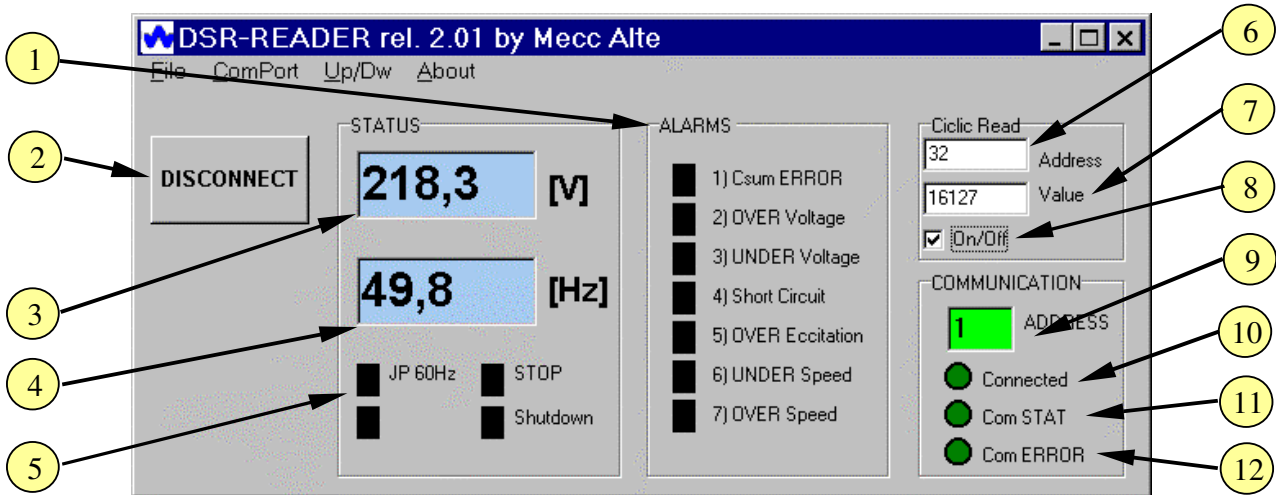 DSR-READER rel. 2.01 by Mecc Alte
File ComPort Up/Dw About
1
2
3
4
5
DISCONNECT
STATUS
218,3 [V]
49,8 [Hz]
JP 60Hz STOP
Shutdown
ALARMS
1) Csum ERROR
2) OVER Voltage
3) UNDER Voltage
4) Short Circuit
5) OVER Eccitation
6) UNDER Speed
7) OVER Speed
Ciclic Read
32 Address
16127 Value
On/Off
COMMUNICATION
1 ADDRESS
Connected
Com STAT
Com ERROR
6
7
8
9
10
11
12